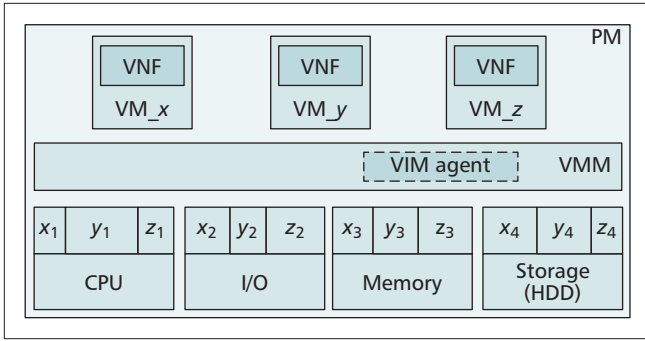 PM
VNF VNF VNF
VM_x VM_y VM_z
VIM agent VMM
x1 y1 z1 x2 y2 z2 x3 y3 z3 x4 y4 z4
CPU I/O Memory Storage
(HDD)